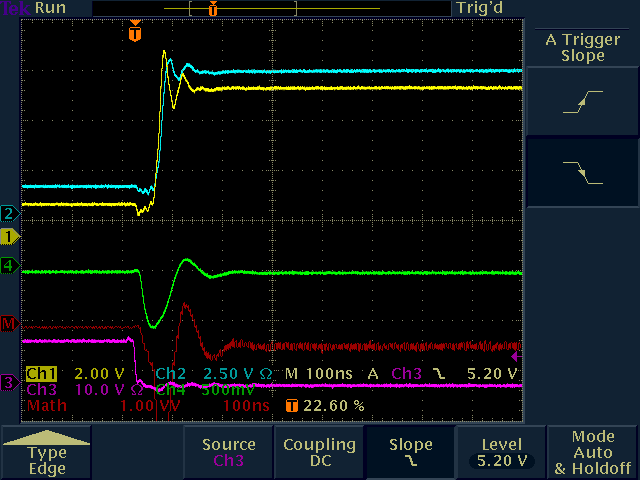 Tek Run Trig'd
T
T
A Trigger
Slope
2
1
4
M
3
Ch1 2.00 V Ch2 2.50 V Ω M 100ns A Ch3 5.20 V
Ch3 10.0 V Ω Ch4 500mV
Math 1.00 VV 100ns T 22.60 %
Type
Edge
Source
Ch3
Coupling
DC
Slope
Level
5.20 V
Mode
Auto
& Holdoff